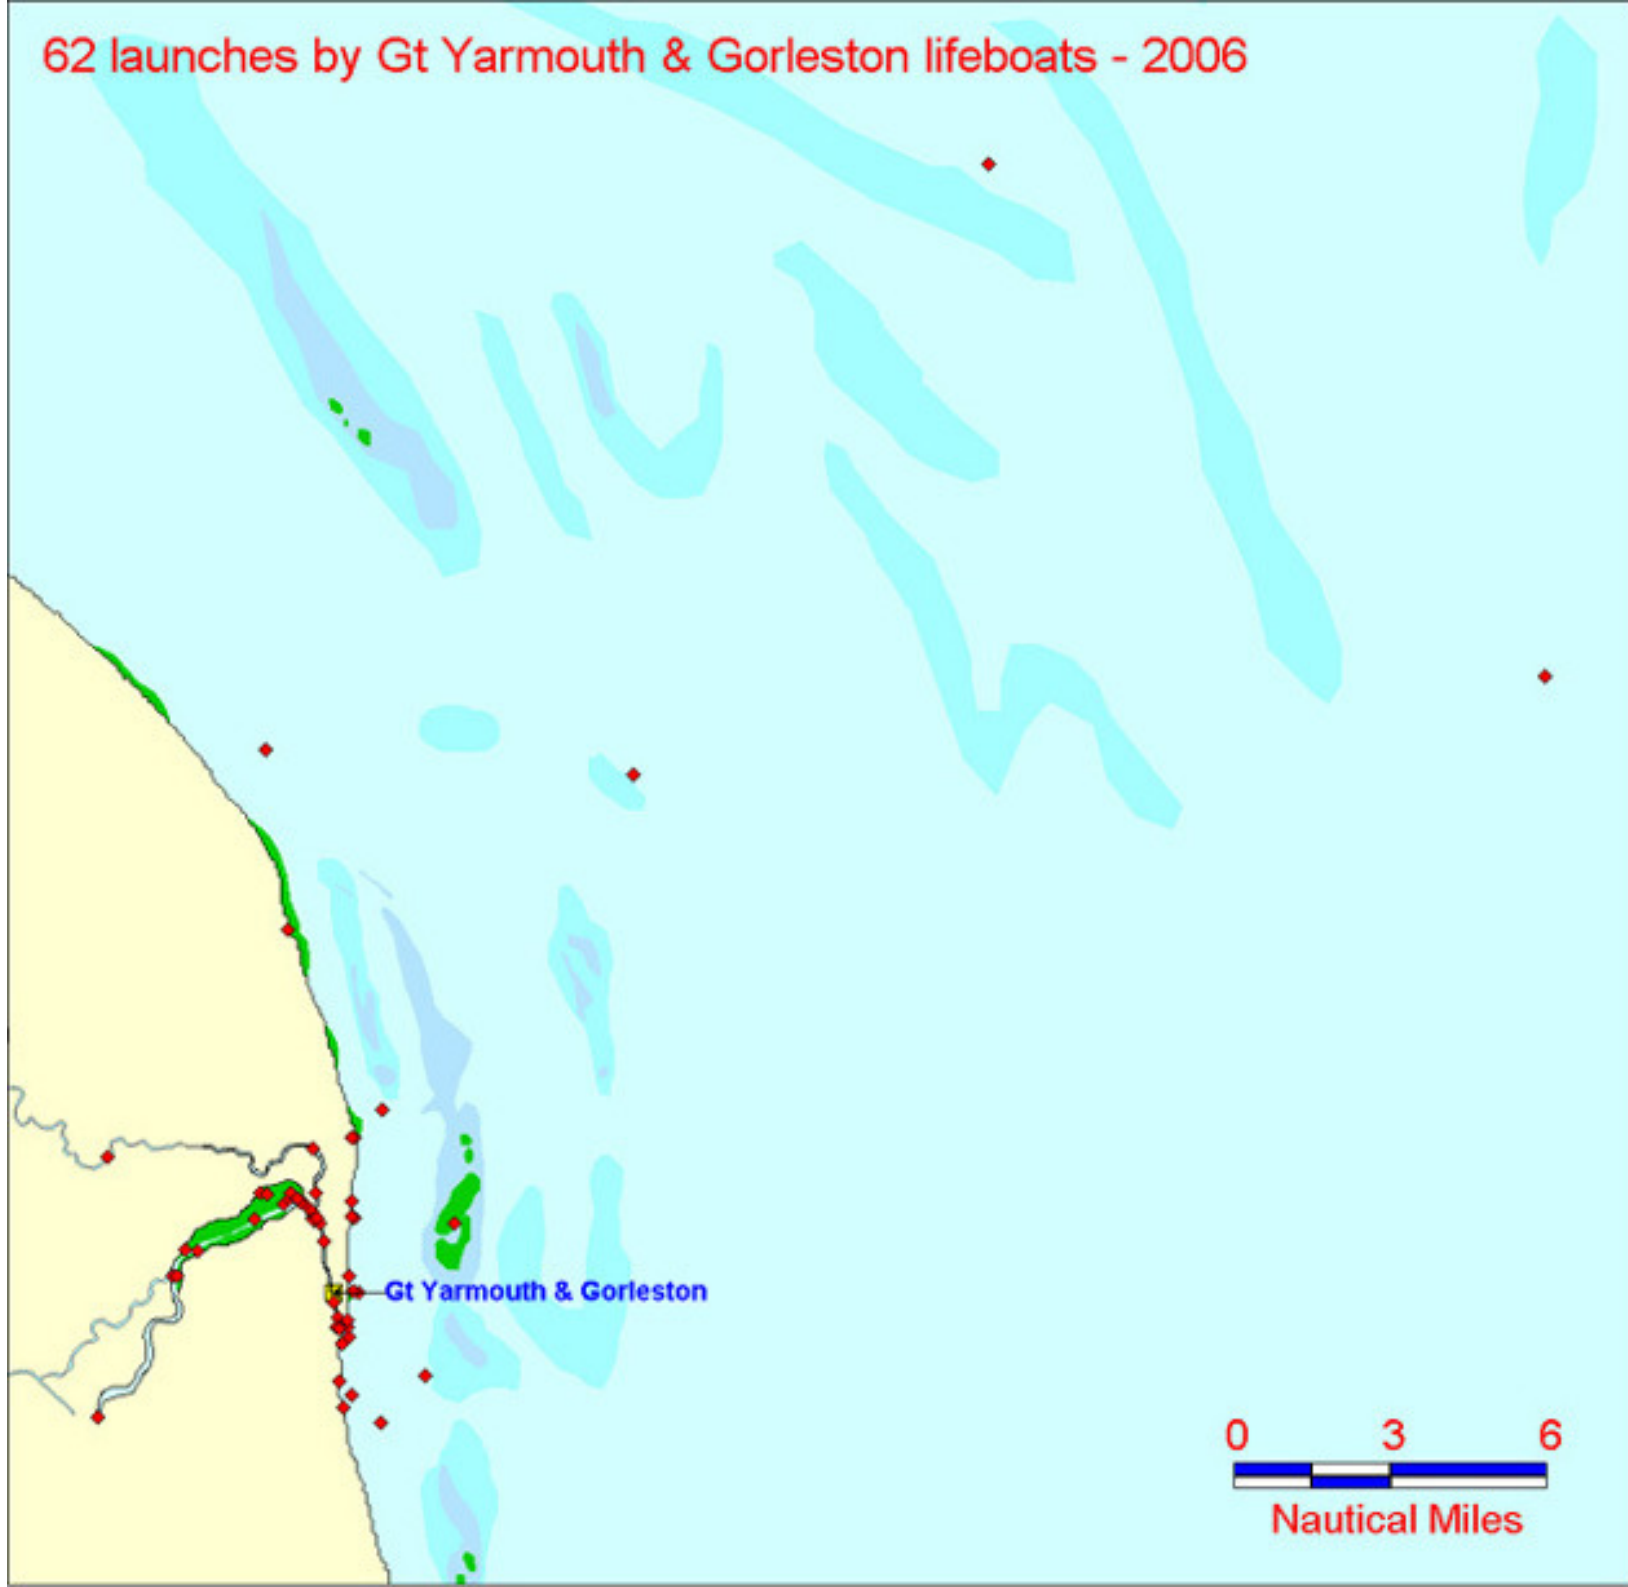 62 launches by Gt Yarmouth & Gorleston lifeboats - 2006
Gt Yarmouth & Gorleston
0 3 6
Nautical Miles